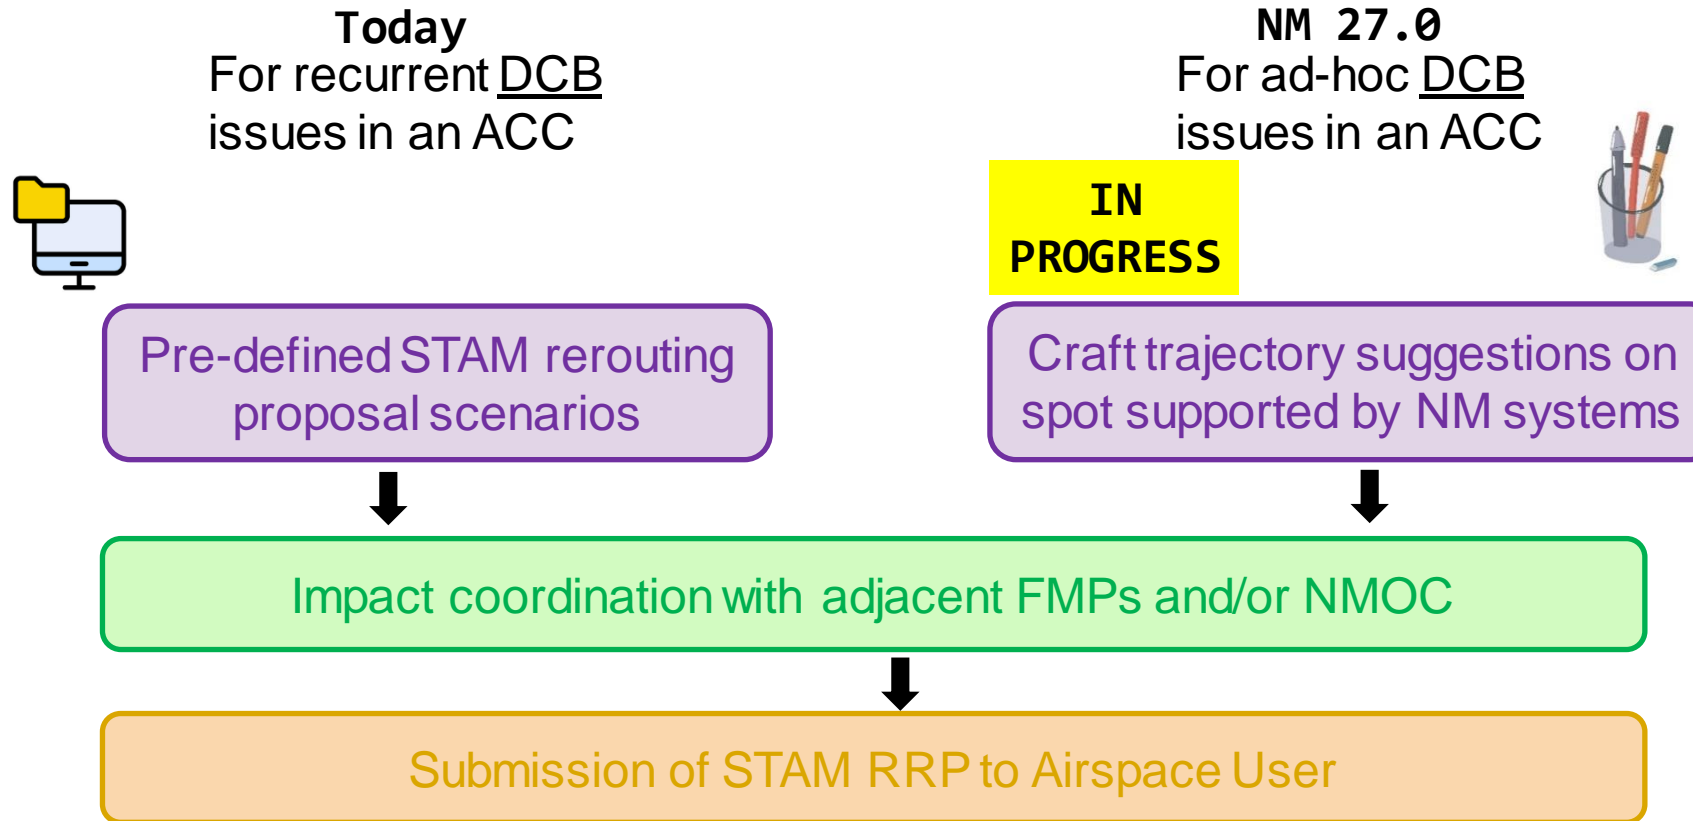 Today
For recurrent DCB
issues in an ACC
NM 27.0
For ad-hoc DCB
issues in an ACC
IN
PROGRESS
Pre-defined STAM rerouting
proposal scenarios
Craft trajectory suggestions on
spot supported by NM systems
Impact coordination with adjacent FMPs and/or NMOC
Submission of STAM RRP to Airspace User